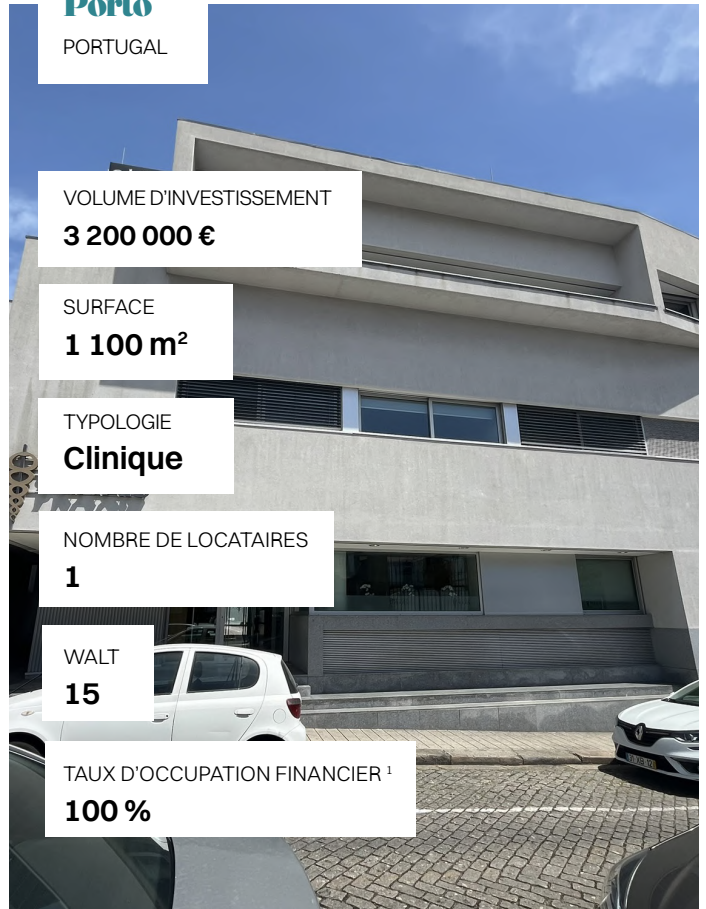 Porto
PORTUGAL
VOLUME D'INVESTISSEMENT
3 200 000 €
SURFACE
1 100 m²
TYPOLOGIE
Clinique
NOMBRE DE LOCATAIRES
1
WALT
15
TAUX D'OCCUPATION FINANCIER ¹
100 %